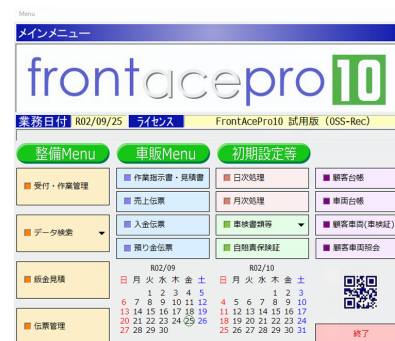 Menu
メインメニュー
frontacepro10
業務日付 R02/09/25 ライセンス FrontAcePro10 試用版 (OSS-Rec)
整備Menu 車販Menu 初期設定等
受付・作業管理 作業指示書・見積書 日次処理 顧客台帳
売上伝票 月次処理 車両台帳
データ検索 入金伝票 車検書類等 顧客車両(車検証)
預り金伝票 自賠責保険証 顧客車両照会
鈑金見積
伝票管理
R02/09
日 月 火 水 木 金 土
1 2 3 4 5
6 7 8 9 10 11 12
13 14 15 16 17 18 19
20 21 22 23 24 25 26
27 28 29 30
R02/10
日 月 火 水 木 金 土
1 2 3
4 5 6 7 8 9 10
11 12 13 14 15 16 17
18 19 20 21 22 23 24
25 26 27 28 29 30 31
終了